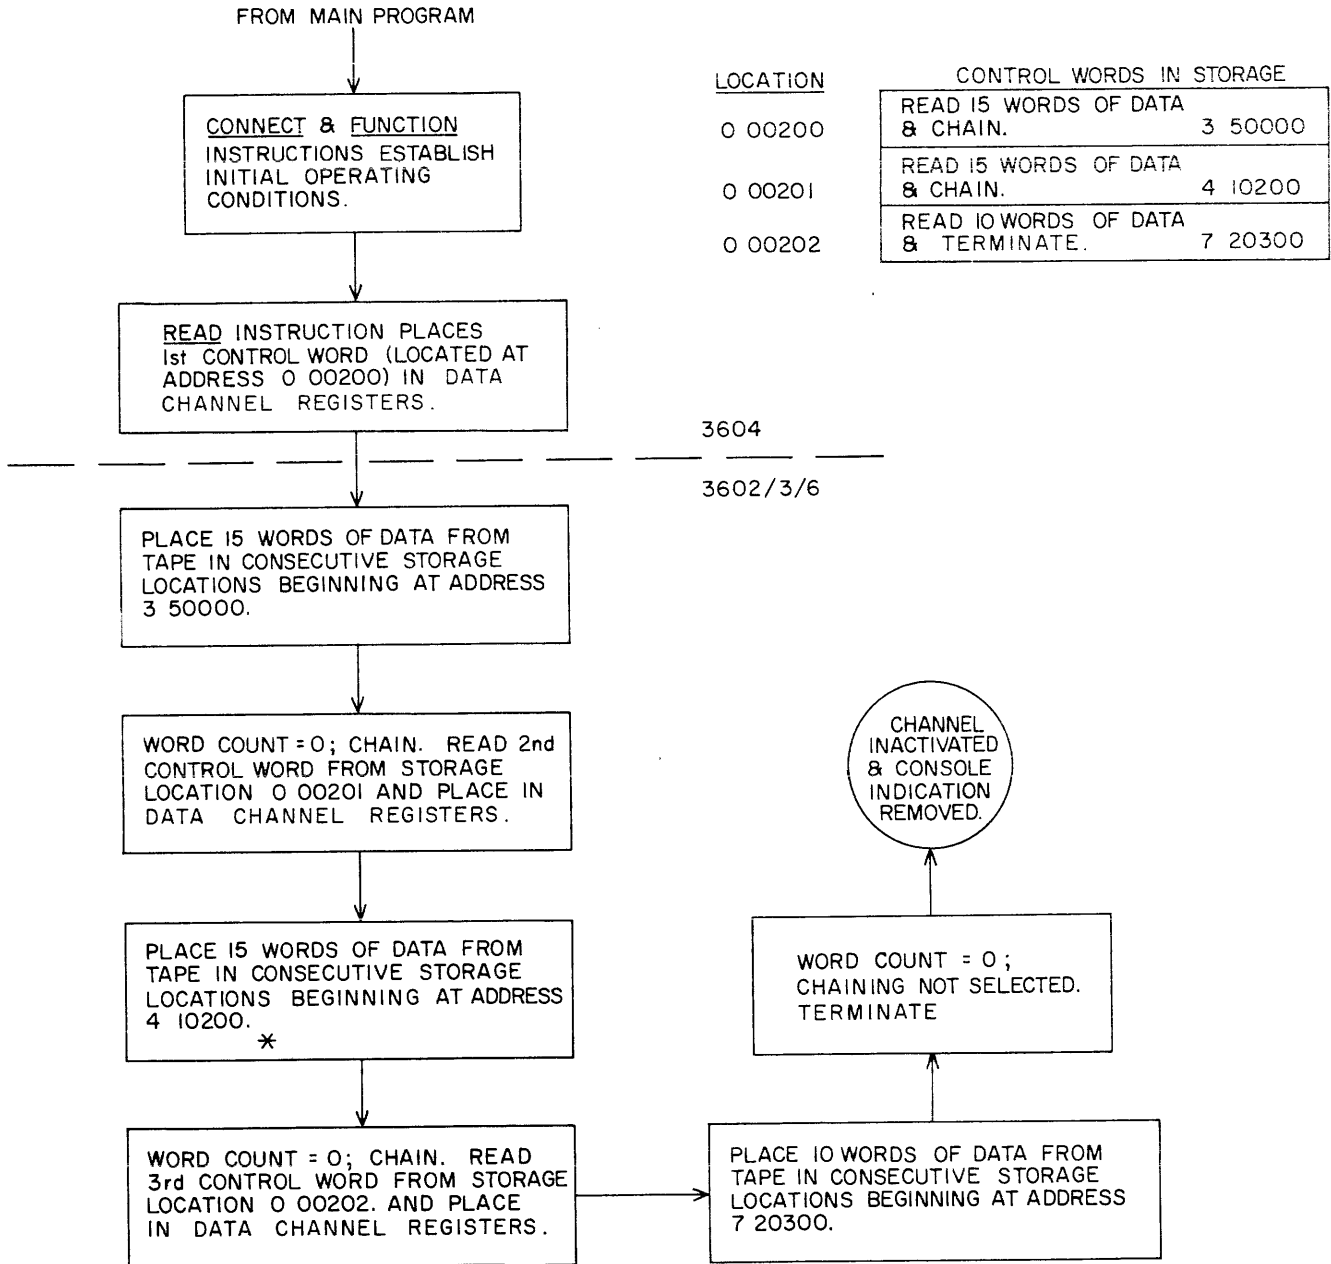 FROM MAIN PROGRAM
CONNECT & FUNCTION
INSTRUCTIONS ESTABLISH
INITIAL OPERATING
CONDITIONS.
LOCATION
CONTROL WORDS IN STORAGE
0 00200
READ 15 WORDS OF DATA
& CHAIN. 3 50000
0 00201
READ 15 WORDS OF DATA
& CHAIN. 4 10200
0 00202
READ 10 WORDS OF DATA
& TERMINATE. 7 20300
READ INSTRUCTION PLACES
1st CONTROL WORD (LOCATED AT
ADDRESS 0 00200) IN DATA
CHANNEL REGISTERS.
3604
3602/3/6
PLACE 15 WORDS OF DATA FROM
TAPE IN CONSECUTIVE STORAGE
LOCATIONS BEGINNING AT ADDRESS
3 50000.
WORD COUNT = 0; CHAIN. READ 2nd
CONTROL WORD FROM STORAGE
LOCATION 0 00201 AND PLACE IN
DATA CHANNEL REGISTERS.
PLACE 15 WORDS OF DATA FROM
TAPE IN CONSECUTIVE STORAGE
LOCATIONS BEGINNING AT ADDRESS
4 10200.
*
WORD COUNT = 0; CHAIN. READ
3rd CONTROL WORD FROM STORAGE
LOCATION 0 00202. AND PLACE
IN DATA CHANNEL REGISTERS.
PLACE 10 WORDS OF DATA FROM
TAPE IN CONSECUTIVE STORAGE
LOCATIONS BEGINNING AT ADDRESS
7 20300.
WORD COUNT = 0;
CHAINING NOT SELECTED.
TERMINATE
CHANNEL
INACTIVATED
& CONSOLE
INDICATION
REMOVED.